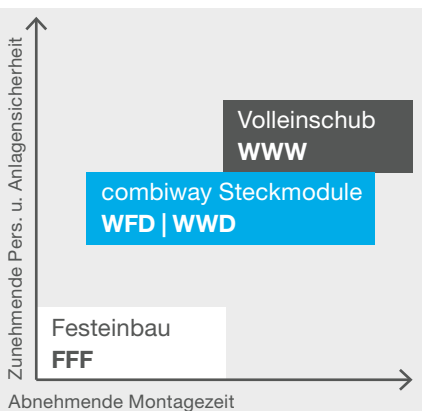 Zunehmende Pers. u. Anlagensicherheit
Volleinschub
WWW
combiway Steckmodule
WFD | WWD
Festeinbau
FFF
Abnehmende Montagezeit